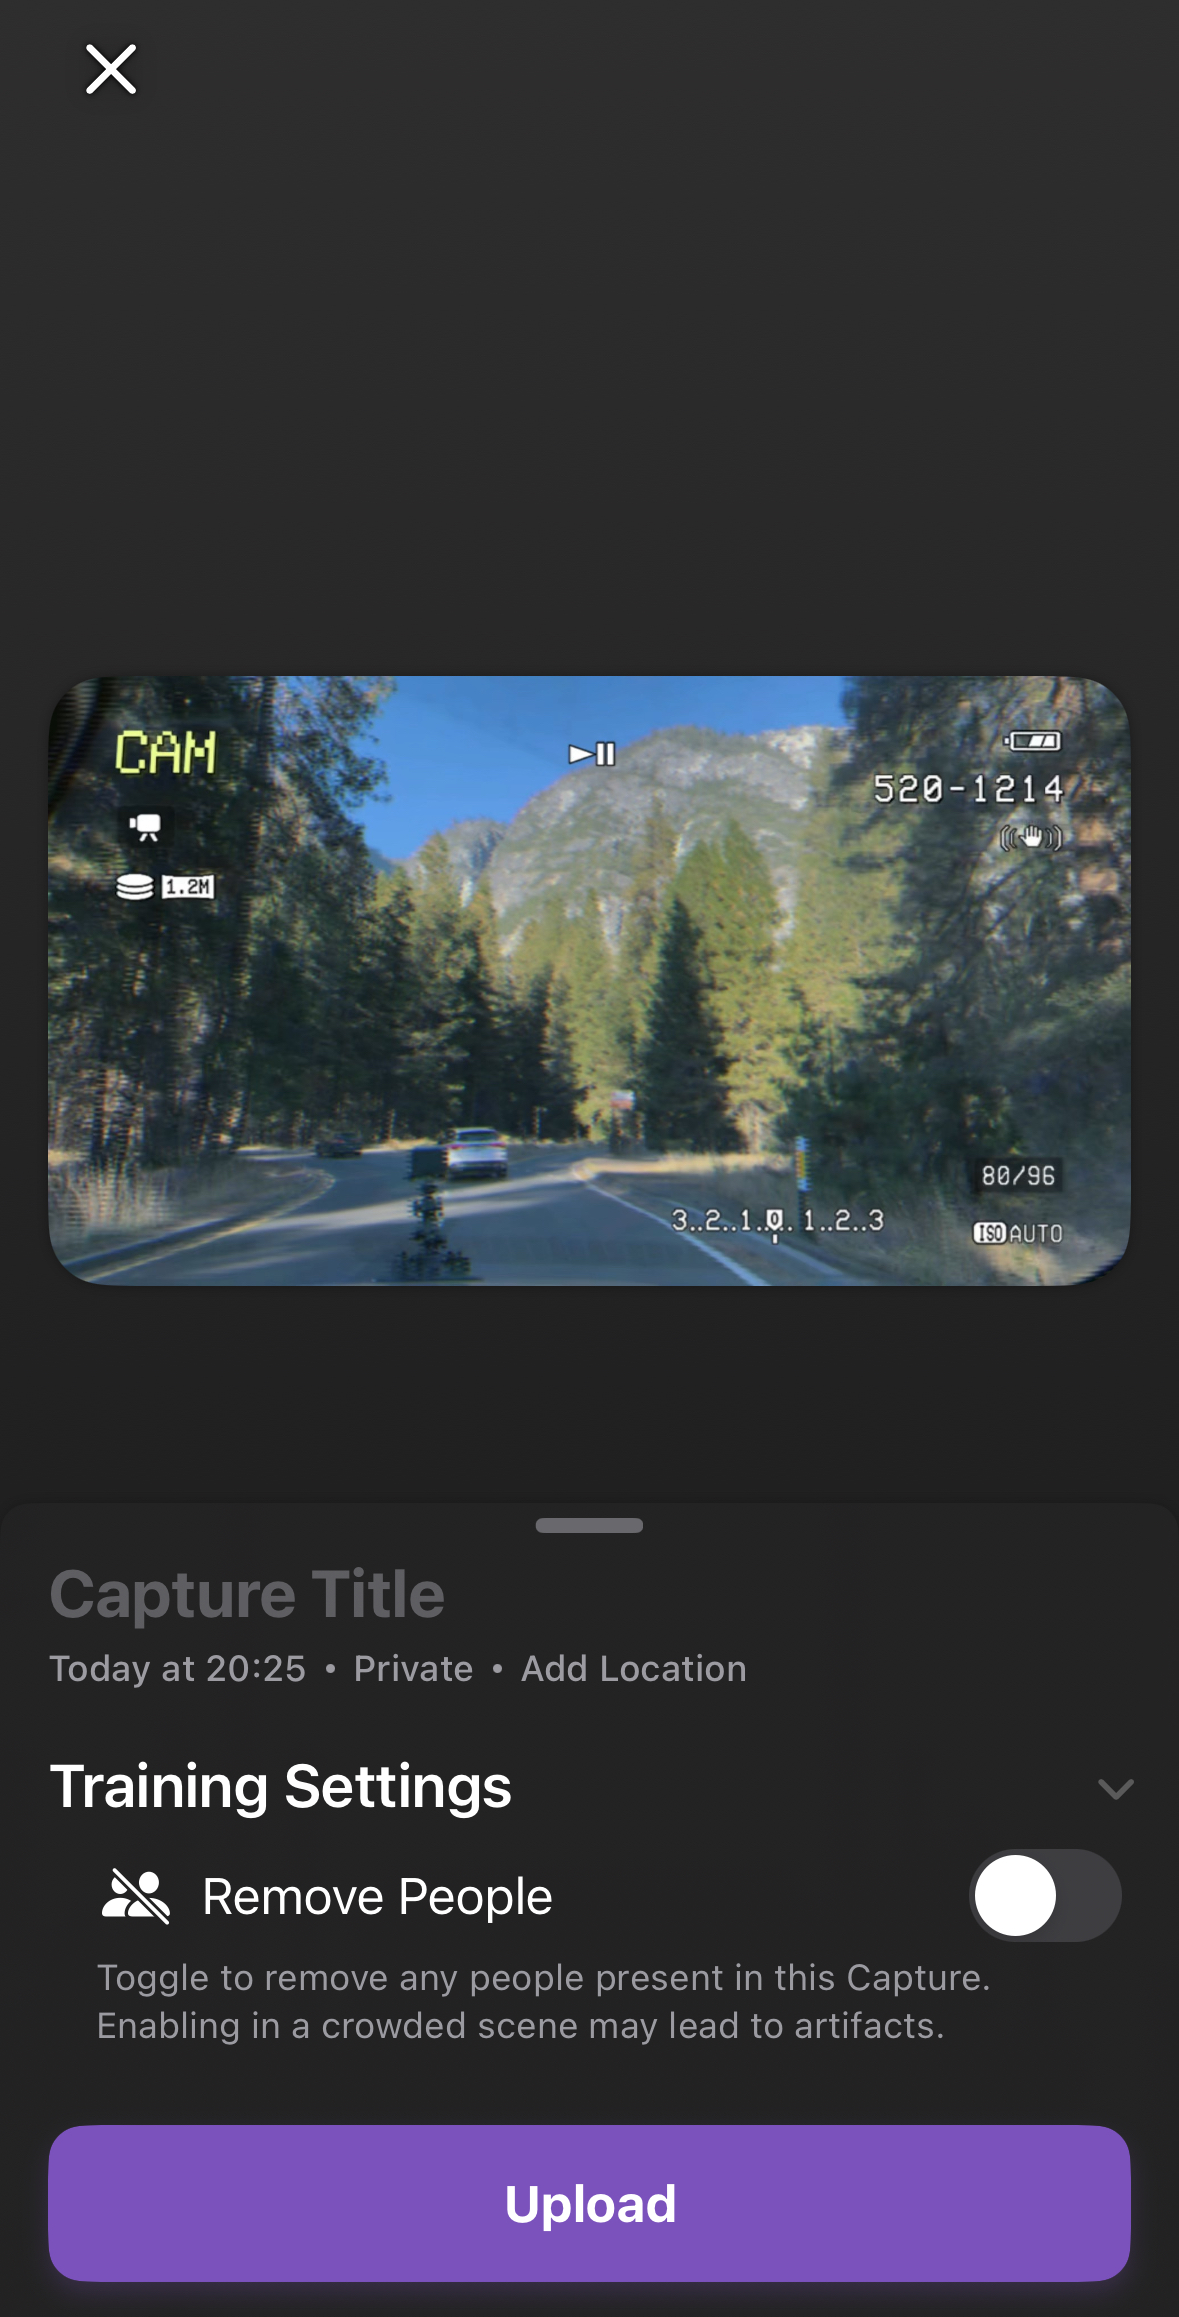 CAM
520-1214
1.2M
80/96
3..2..1..0..1..2..3
ISO AUTO
Capture Title
Today at 20:25 • Private • Add Location
Training Settings
Remove People
Toggle to remove any people present in this Capture.
Enabling in a crowded scene may lead to artifacts.
Upload